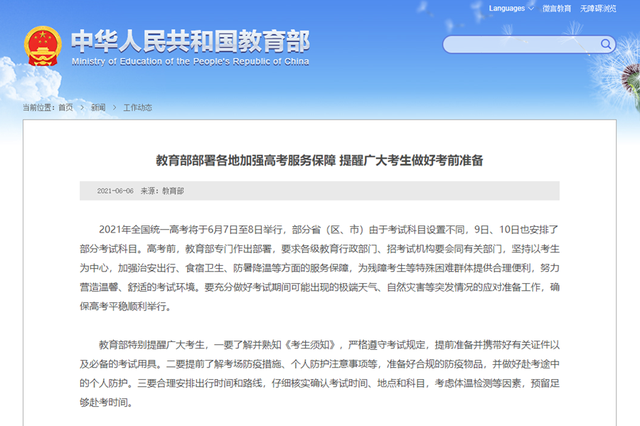 Languages 微言教育 无障碍浏览
中华人民共和国教育部
Ministry of Education of the People's Republic of China
当前位置：首页 > 新闻 > 工作动态
教育部部署各地加强高考服务保障 提醒广大考生做好考前准备
2021-06-06 来源：教育部
2021年全国统一高考将于6月7日至8日举行，部分省（区、市）由于考试科目设置不同，9日、10日也安排了
部分考试科目。高考前，教育部专门作出部署，要求各级教育行政部门、招考试机构要会同有关部门，坚持以考生
为中心，加强治安出行、食宿卫生、防暑降温等方面的服务保障，为残障考生等特殊困难群体提供合理便利，努力
营造温馨、舒适的考试环境。要充分做好考试期间可能出现的极端天气、自然灾害等突发情况的应对准备工作，确
保高考平稳顺利举行。
教育部特别提醒广大考生，一要了解并熟知《考生须知》，严格遵守考试规定，提前准备并携带好有关证件以
及必备的考试用具。二要提前了解考场防疫措施、个人防护注意事项等，准备好合规的防疫物品，并做好赴考途中
的个人防护。三要合理安排出行时间和路线，仔细核实确认考试时间、地点和科目，考虑体温检测等因素，预留足
够赴考时间。